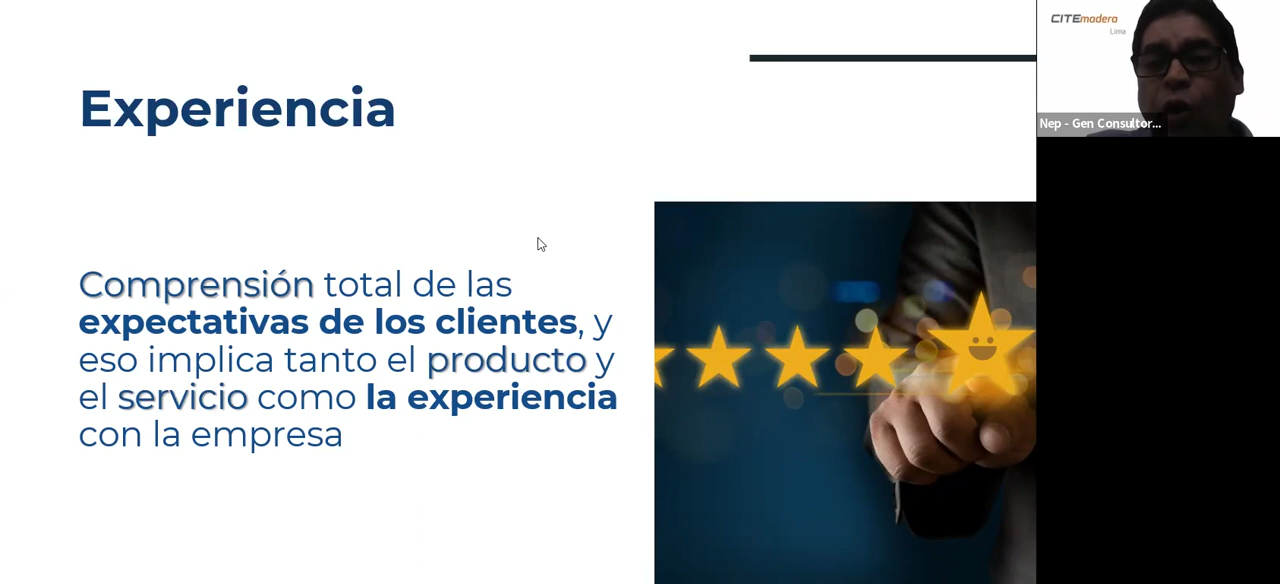 Experiencia
Comprensión total de las
expectativas de los clientes, y
eso implica tanto el producto y
el servicio como la experiencia
con la empresa
CITEmadera
Lima
Nep - Gen Consultor...